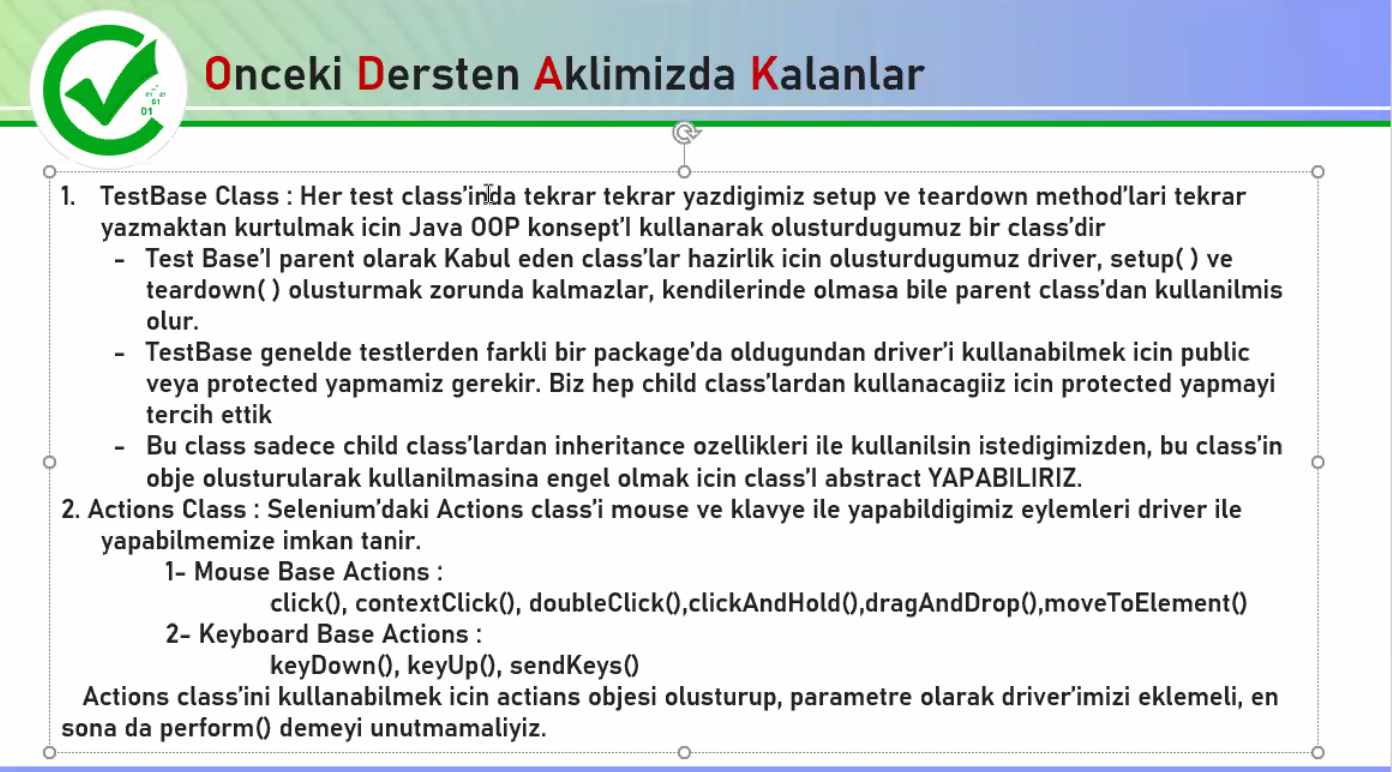 Onceki Dersten Aklimizda Kalanlar
01 01
01
01
1. TestBase Class : Her test class'inda tekrar tekrar yazdigimiz setup ve teardown method'lari tekrar
yazmaktan kurtulmak icin Java OOP konsept'I kullanarak olusturdugumuz bir class'dir
- Test Base'I parent olarak Kabul eden class'lar hazirlik icin olusturdugumuz driver, setup( ) ve
teardown( ) olusturmak zorunda kalmazlar, kendilerinde olmasa bile parent class'dan kullanilmis
olur.
- TestBase genelde testlerden farkli bir package'da oldugundan driver'i kullanabilmek icin public
veya protected yapmamiz gerekir. Biz hep child class'lardan kullanacagiiz icin protected yapmayi
tercih ettik
- Bu class sadece child class'lardan inheritance ozellikleri ile kullanilsin istedigimizden, bu class'in
obje olusturularak kullanilmasina engel olmak icin class'I abstract YAPABILIRIZ.
2. Actions Class : Selenium'daki Actions class'i mouse ve klavye ile yapabildigimiz eylemleri driver ile
yapabilmemize imkan tanir.
1- Mouse Base Actions :
click(), contextClick(), doubleClick(),clickAndHold(),dragAndDrop(),moveToElement()
2- Keyboard Base Actions :
keyDown(), keyUp(), sendKeys()
Actions class'ini kullanabilmek icin actians objesi olusturup, parametre olarak driver'imizi eklemeli, en
sona da perform() demeyi unutmamaliyiz.